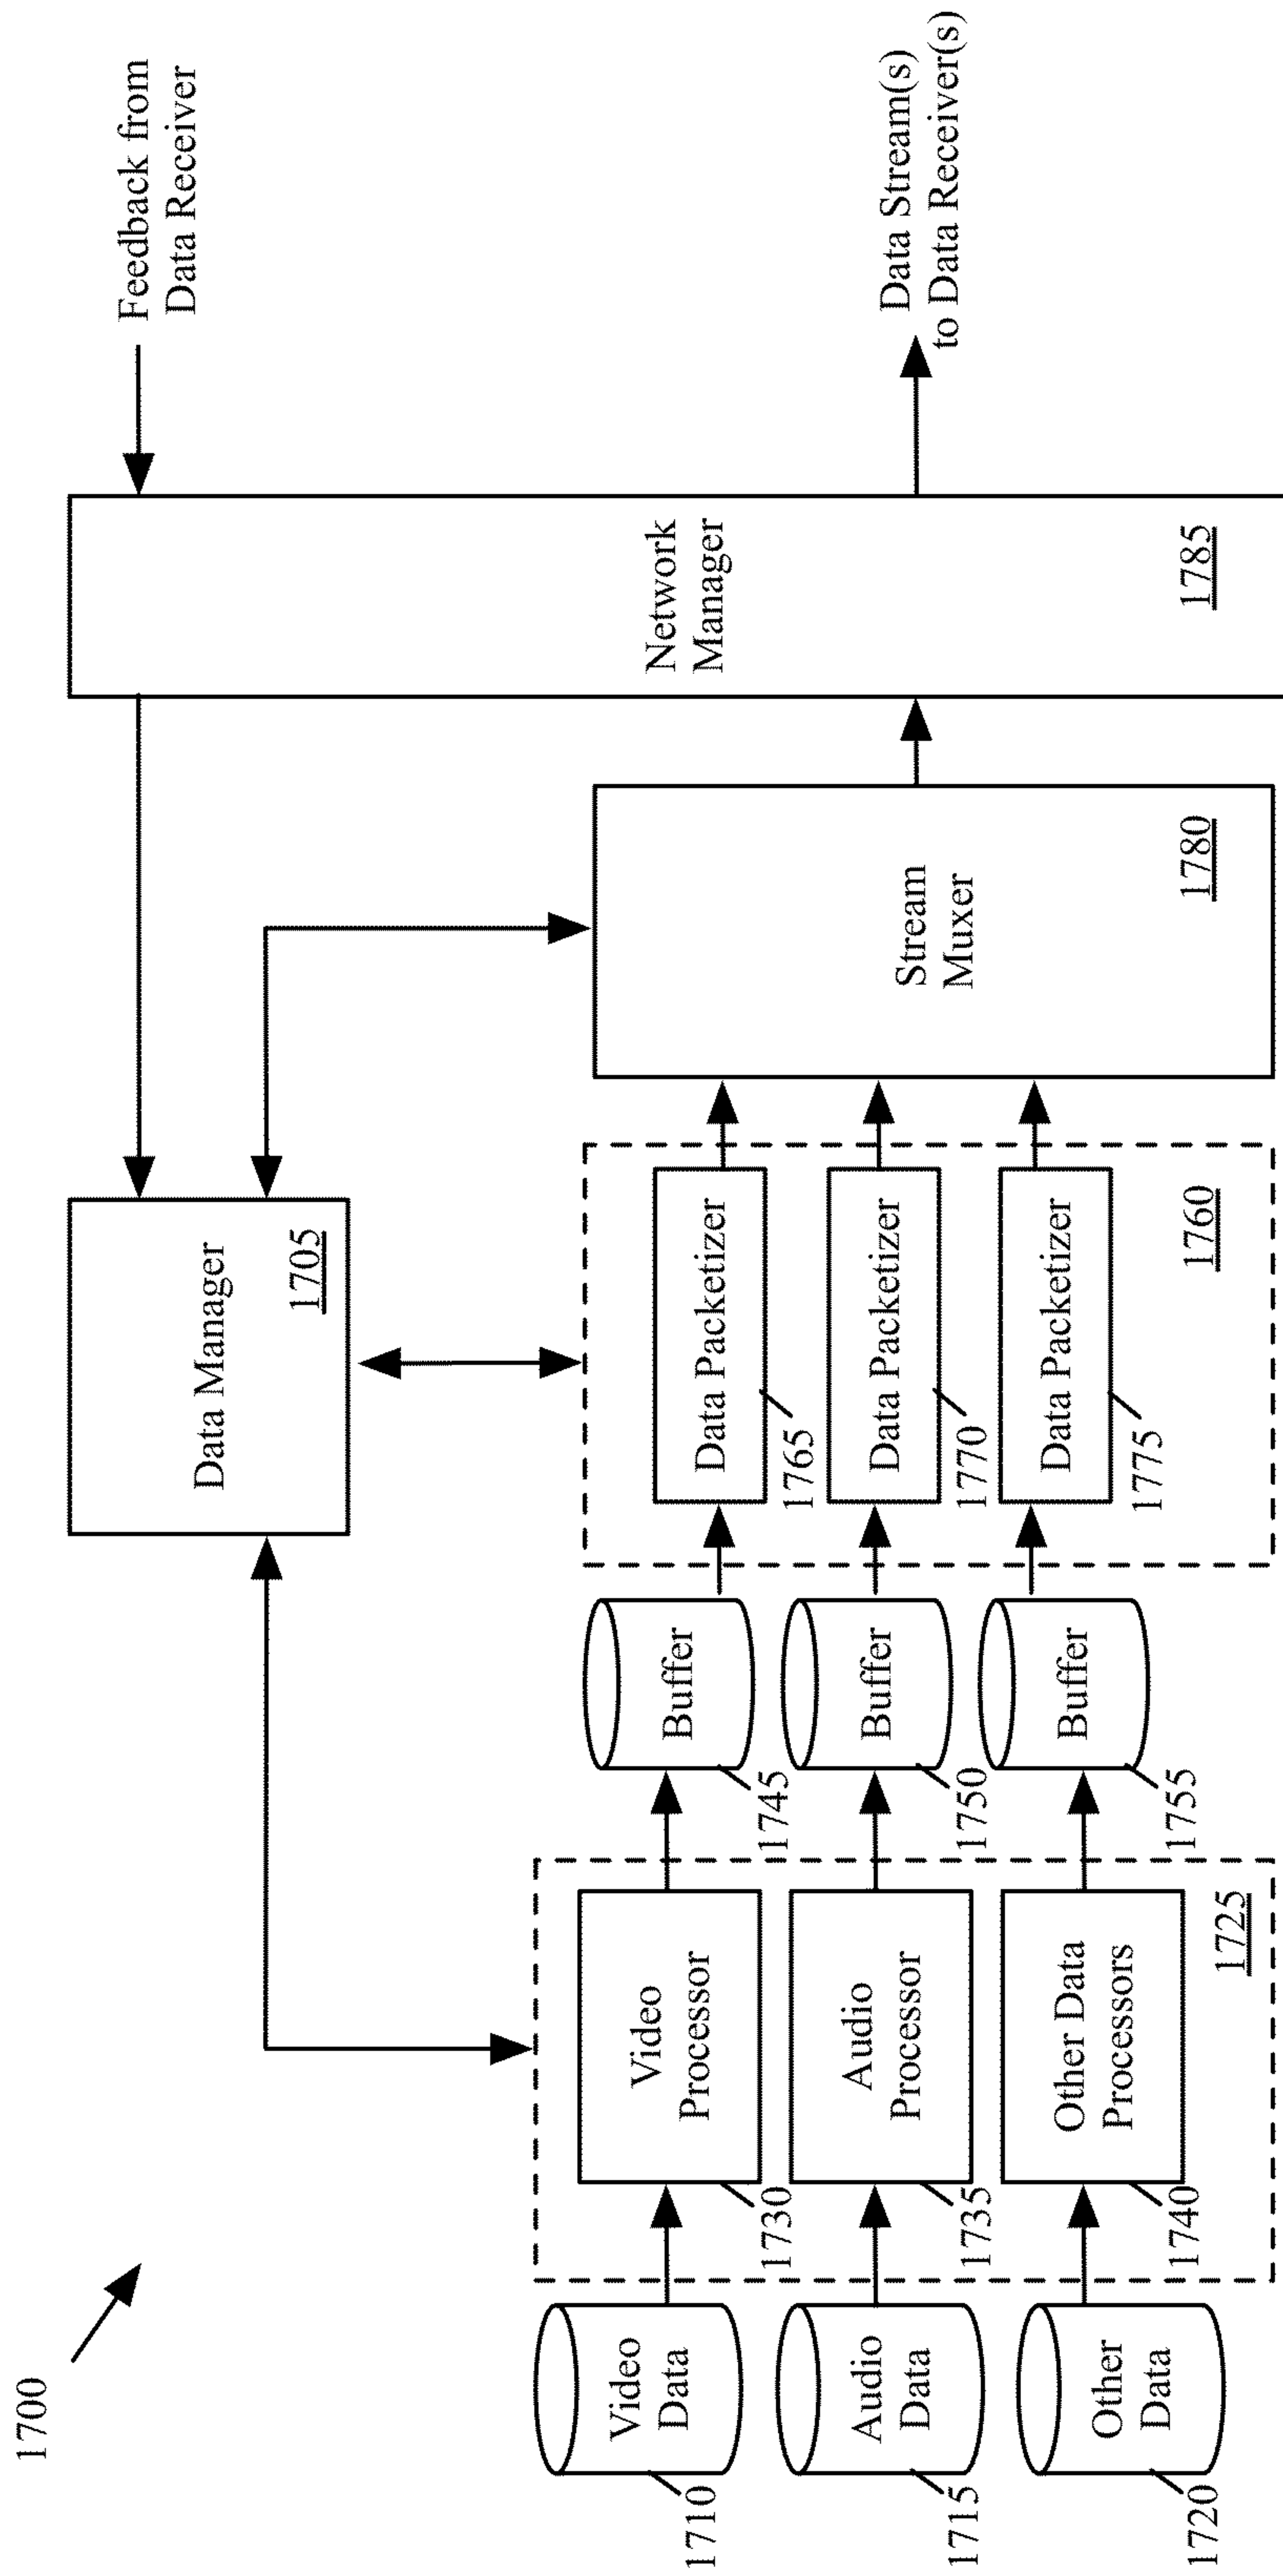 1700
Feedback from
Data Receiver
Data Manager
1705
Network
Manager
1785
Data Stream(s)
to Data Receiver(s)
Stream
Muxer
1780
Video
Data
1710
Video
Processor
1730
Buffer
1745
Data Packetizer
1765
Audio
Data
1715
Audio
Processor
1735
Buffer
1750
Data Packetizer
1770
Other
Data
1720
Other Data
Processors
1740
1725
Buffer
1755
Data Packetizer
1775
1760